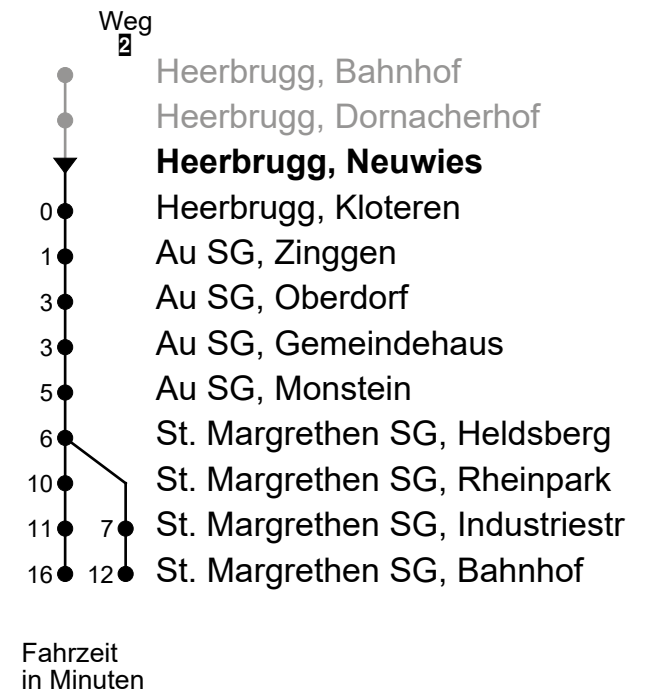 Weg
2
Heerbrugg, Bahnhof
Heerbrugg, Dornacherhof
Heerbrugg, Neuwies
0 Heerbrugg, Kloteren
1 Au SG, Zinggen
3 Au SG, Oberdorf
3 Au SG, Gemeindehaus
5 Au SG, Monstein
6 St. Margrethen SG, Heldsberg
10 St. Margrethen SG, Rheinpark
11 7 St. Margrethen SG, Industriestr
16 12 St. Margrethen SG, Bahnhof
Fahrzeit
in Minuten